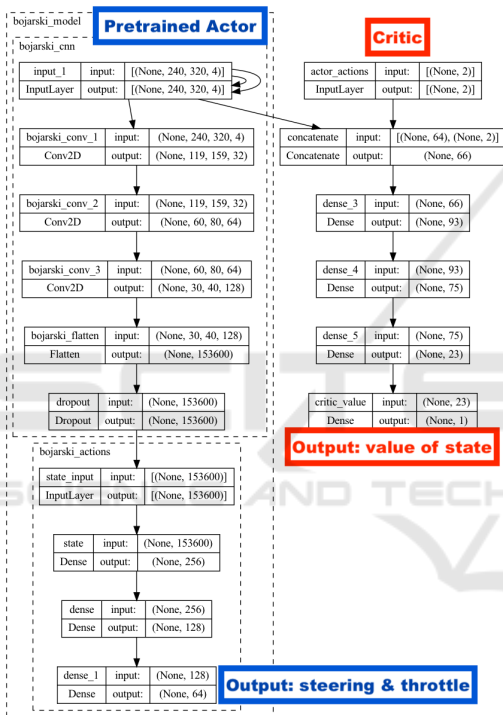 bojarski_model
Pretrained Actor
bojarski_cnn
input_1 input: [(None, 240, 320, 4)]
InputLayer output: [(None, 240, 320, 4)]
bojarski_conv_1 input: (None, 240, 320, 4)
Conv2D output: (None, 119, 159, 32)
bojarski_conv_2 input: (None, 119, 159, 32)
Conv2D output: (None, 60, 80, 64)
bojarski_conv_3 input: (None, 60, 80, 64)
Conv2D output: (None, 30, 40, 128)
bojarski_flatten input: (None, 30, 40, 128)
Flatten output: (None, 153600)
dropout input: (None, 153600)
Dropout output: (None, 153600)
bojarski_actions
state_input input: [(None, 153600)]
InputLayer output: [(None, 153600)]
state input: (None, 153600)
Dense output: (None, 256)
dense input: (None, 256)
Dense output: (None, 128)
dense_1 input: (None, 128)
Dense output: (None, 64)
Output: steering & throttle
Critic
actor_actions input: [(None, 2)]
InputLayer output: [(None, 2)]
concatenate input: [(None, 64), (None, 2)]
Concatenate output: (None, 66)
dense_3 input: (None, 66)
Dense output: (None, 93)
dense_4 input: (None, 93)
Dense output: (None, 75)
dense_5 input: (None, 75)
Dense output: (None, 23)
critic_value input: (None, 23)
Dense output: (None, 1)
Output: value of state